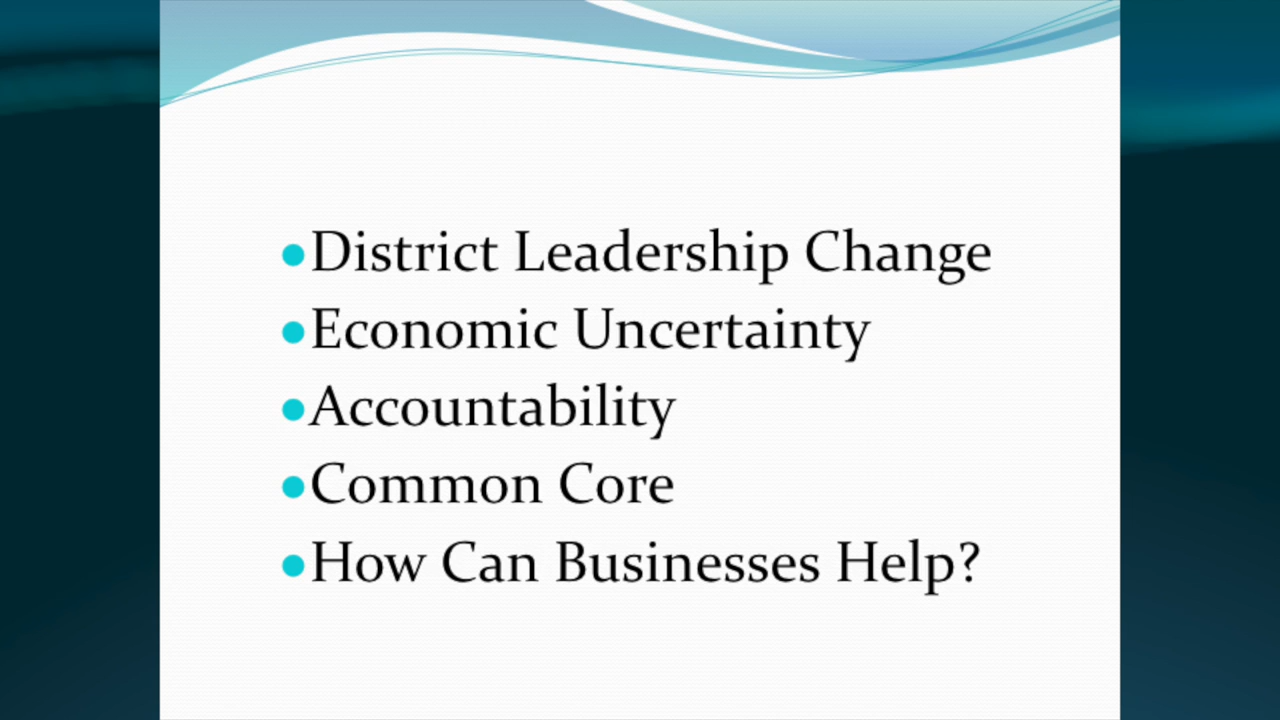 •District Leadership Change
•Economic Uncertainty
•Accountability
•Common Core
•How Can Businesses Help?